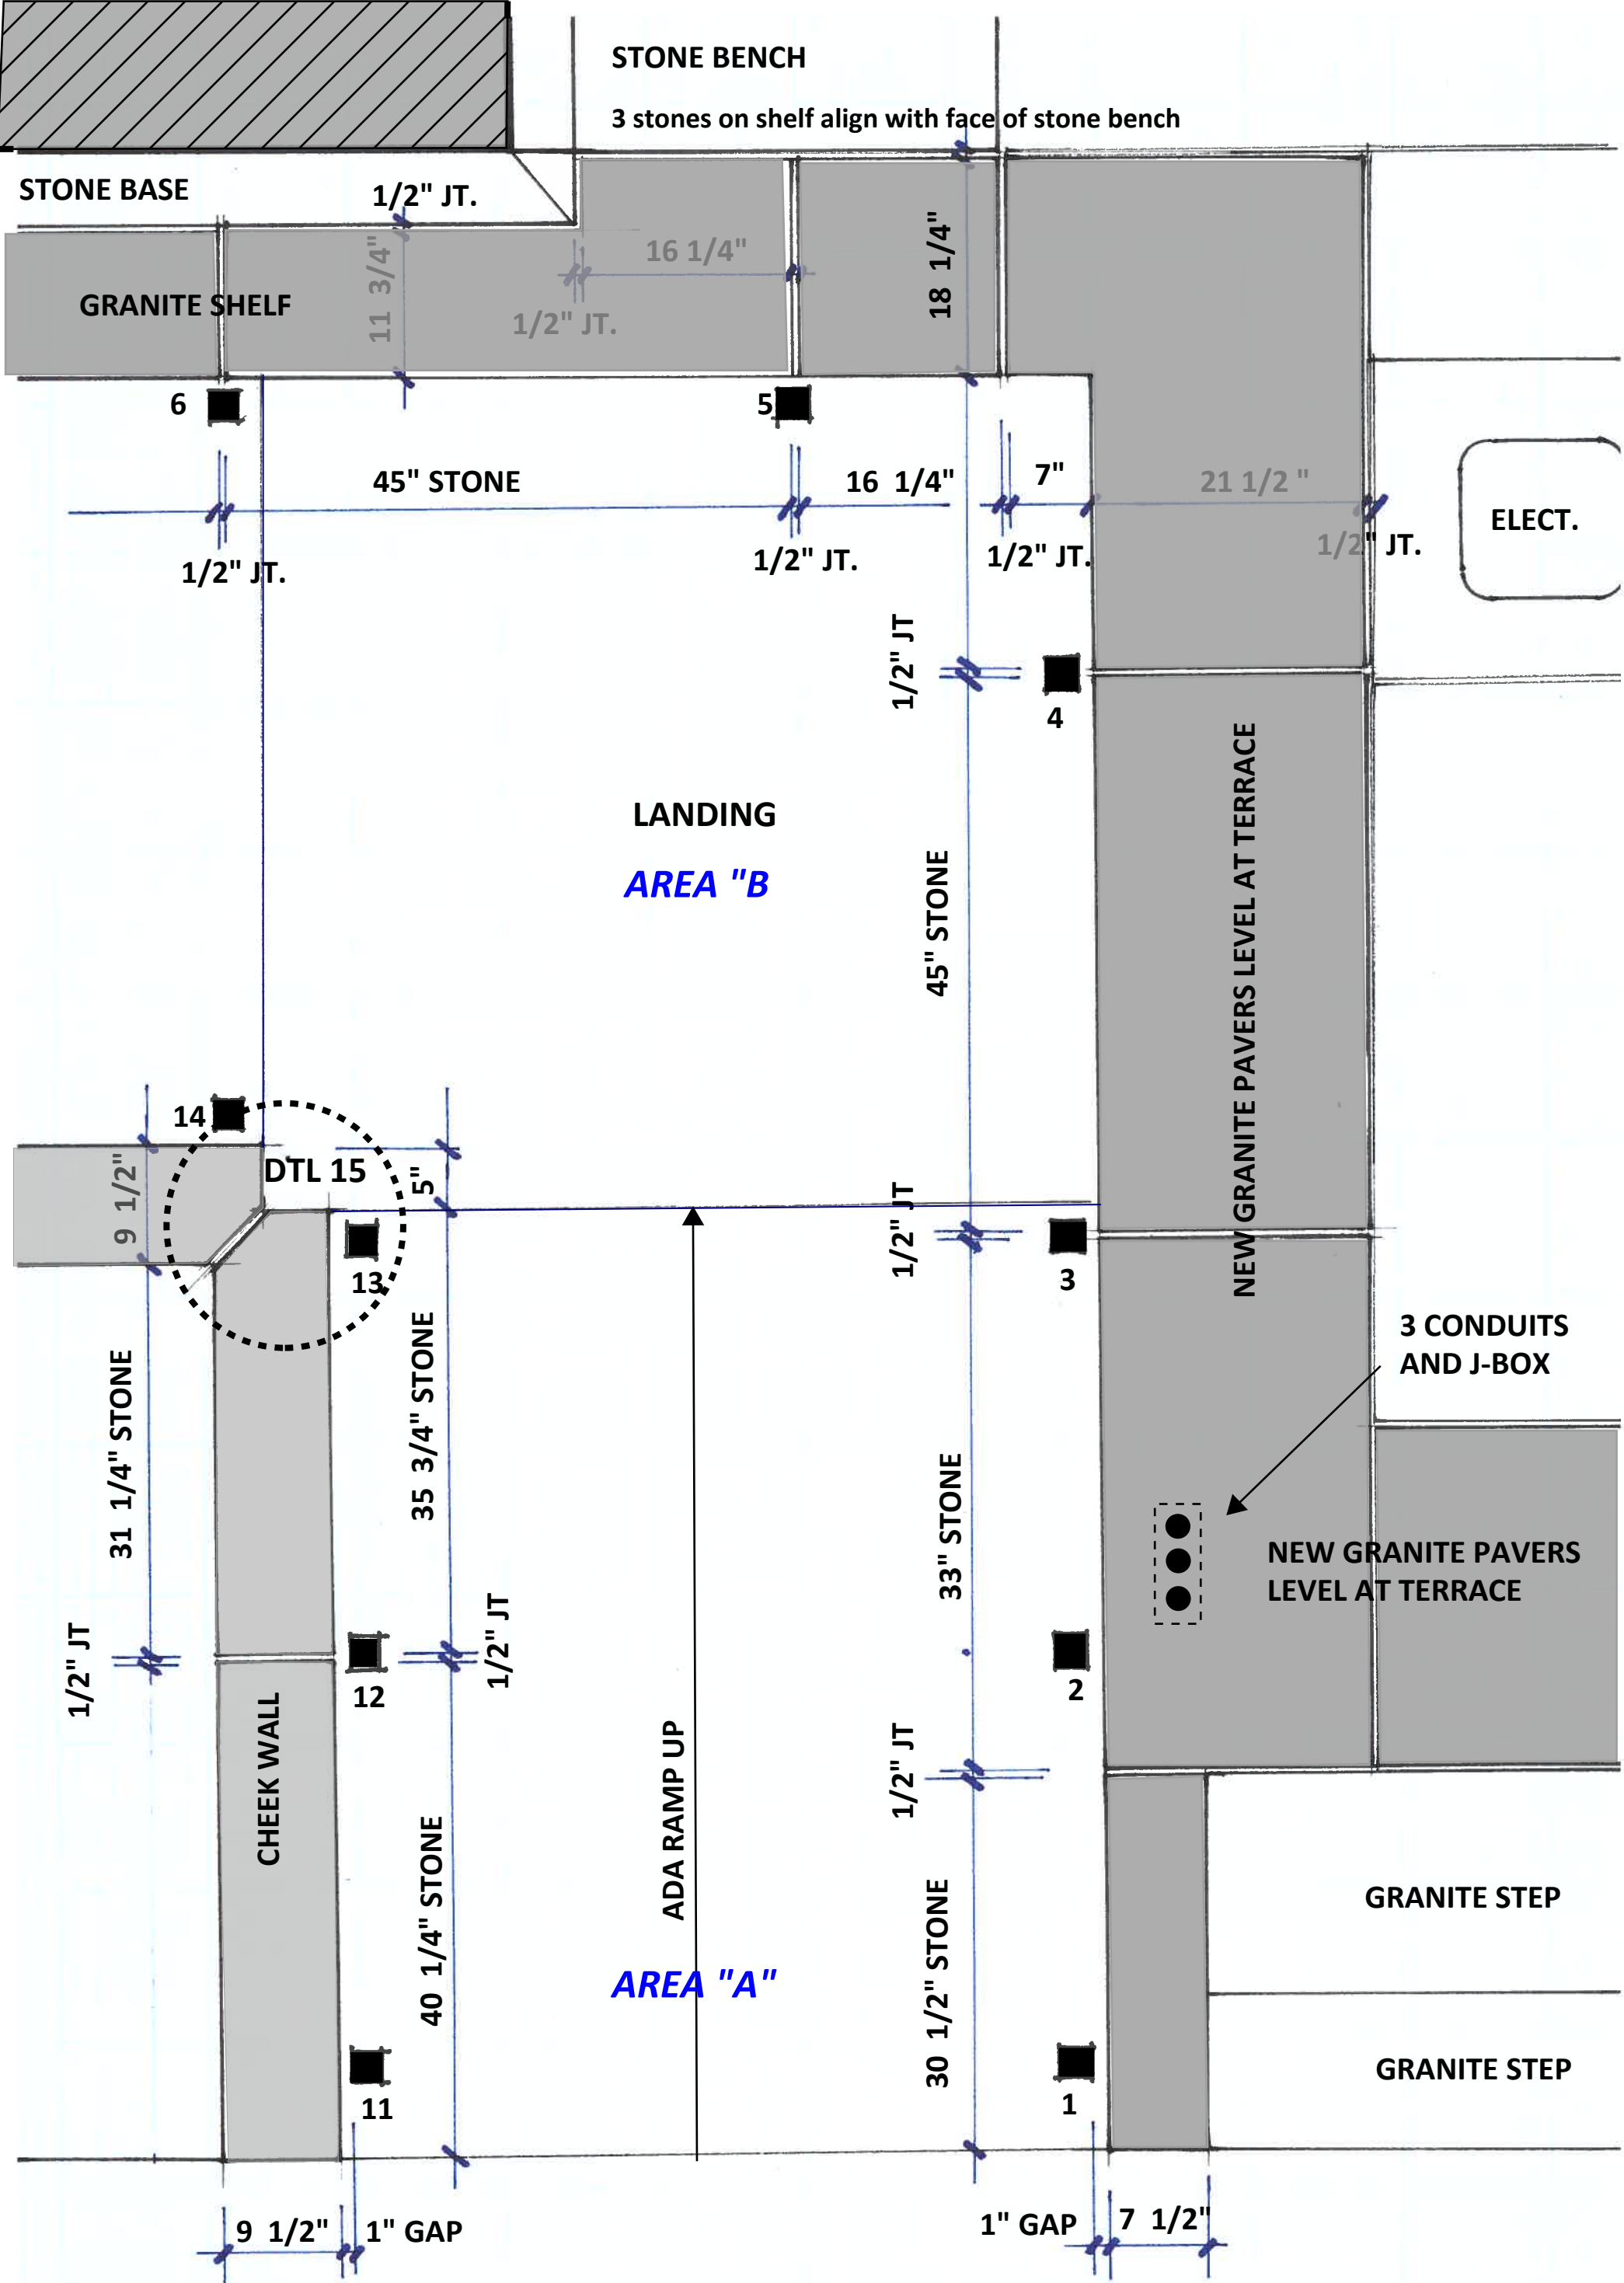 STONE BENCH
3 stones on shelf align with face of stone bench
STONE BASE
1/2" JT.
11 3/4"
16 1/4"
1/2" JT.
18 1/4"
GRANITE SHELF
6
5
45" STONE
16 1/4"
7"
21 1/2 "
1/2" JT.
1/2" JT.
1/2" JT.
1/2" JT.
ELECT.
1/2" JT
4
LANDING
AREA "B
45" STONE
NEW GRANITE PAVERS LEVEL AT TERRACE
14
DTL 15
9 1/2"
5"
13
1/2" JT
3
3 CONDUITS
AND J-BOX
31 1/4" STONE
35 3/4" STONE
33" STONE
NEW GRANITE PAVERS
LEVEL AT TERRACE
1/2" JT
1/2" JT
12
2
CHEEK WALL
ADA RAMP UP
1/2" JT
40 1/4" STONE
AREA "A"
30 1/2" STONE
GRANITE STEP
GRANITE STEP
11
1
9 1/2"
1" GAP
1" GAP
7 1/2"